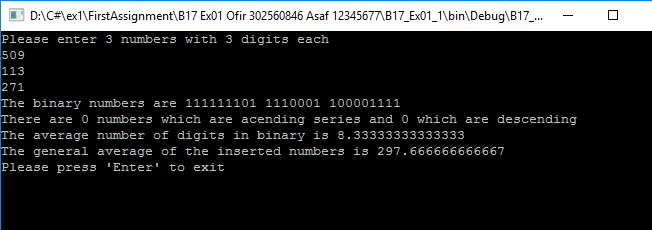 D:\C#\ex1\FirstAssignment\B17 Ex01 Ofir 302560846 Asaf 12345677\B17_Ex01_1\bin\Debug\B17_...
Please enter 3 numbers with 3 digits each
509
113
271
The binary numbers are 111111101 1110001 100001111
There are 0 numbers which are acending series and 0 which are descending
The average number of digits in binary is 8.33333333333333
The general average of the inserted numbers is 297.666666666667
Please press 'Enter' to exit